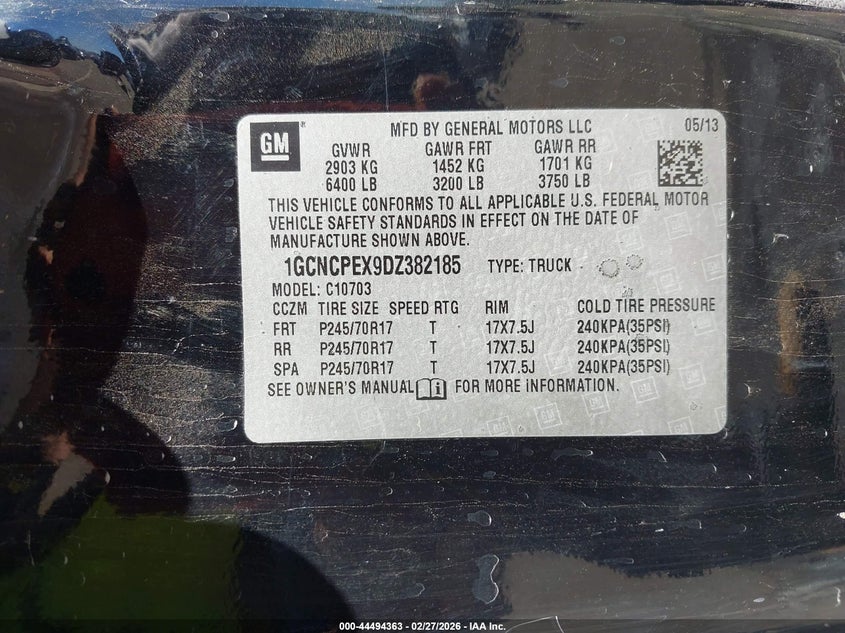 GM
MFD BY GENERAL MOTORS LLC 05/13
GVWR GAWR FRT GAWR RR
2903 KG 1452 KG 1701 KG
6400 LB 3200 LB 3750 LB
THIS VEHICLE CONFORMS TO ALL APPLICABLE U.S. FEDERAL MOTOR
VEHICLE SAFETY STANDARDS IN EFFECT ON THE DATE OF
MANUFACTURE SHOWN ABOVE.
1GCNCPEX9DZ382185 TYPE: TRUCK
MODEL: C10703
CCZM TIRE SIZE SPEED RTG RIM COLD TIRE PRESSURE
FRT P245/70R17 T 17X7.5J 240KPA(35PSI)
RR P245/70R17 T 17X7.5J 240KPA(35PSI)
SPA P245/70R17 T 17X7.5J 240KPA(35PSI)
SEE OWNER'S MANUAL FOR MORE INFORMATION.
000-44494363 - 02/27/2026 - IAA Inc.